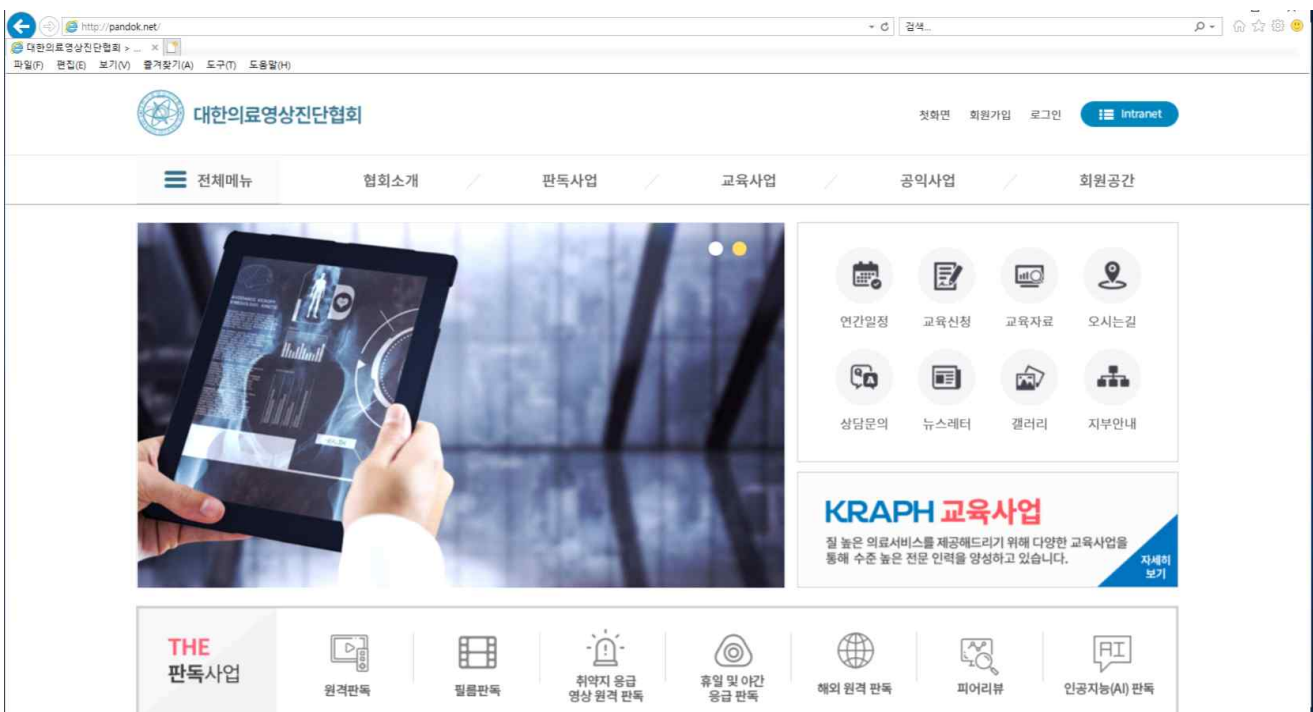 http://pandok.net/
검색...
대한의료영상진단협회 > ...
파일(F) 편집(E) 보기(V) 즐겨찾기(A) 도구(T) 도움말(H)
대한의료영상진단협회
첫화면 회원가입 로그인 Intranet
전체메뉴 협회소개 판독사업 교육사업 공익사업 회원공간
연간일정 교육신청 교육자료 오시는길
상담문의 뉴스레터 갤러리 지부안내
KRAPH 교육사업
질 높은 의료서비스를 제공해드리기 위해 다양한 교육사업을
통해 수준 높은 전문 인력을 양성하고 있습니다.
자세히
보기
THE
판독사업
원격판독
필름판독
취약지 응급
영상 원격 판독
휴일 및 야간
응급 판독
해외 원격 판독
피어리뷰
AI
인공지능(AI) 판독